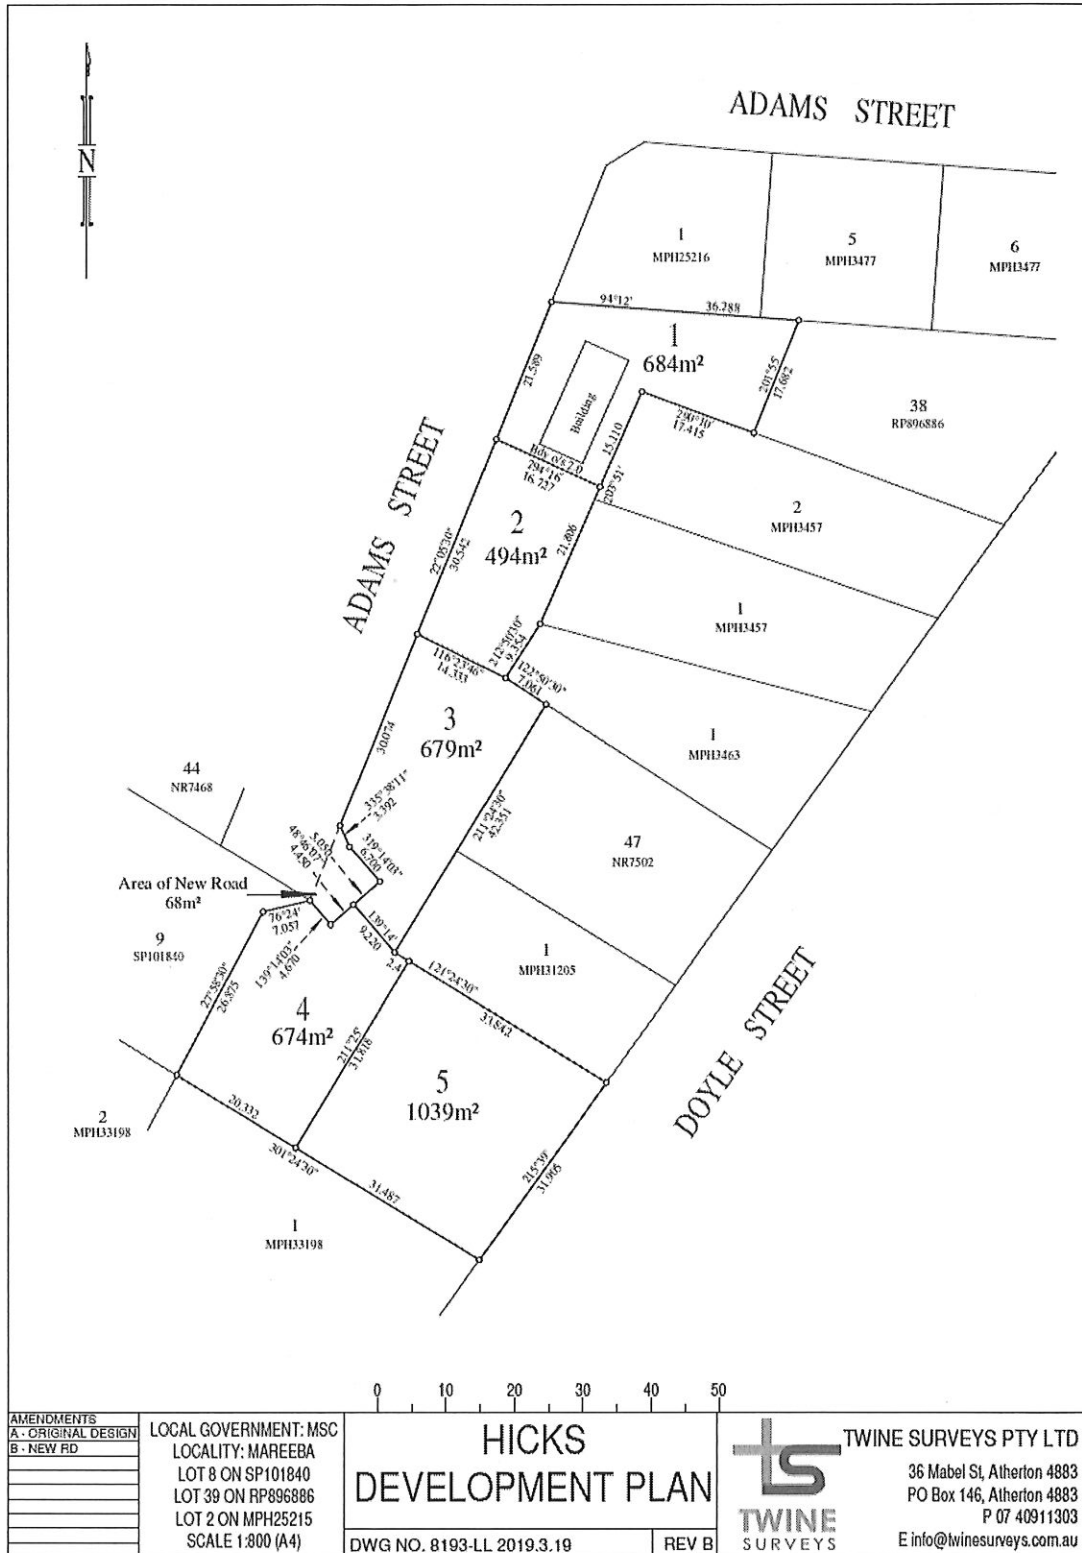 ADAMS STREET
N
1
MPH25216
5
MPH3477
6
MPH3477
94°12'
36.288
1
684m²
21.589
Building
201°55'
17.682
290°10'
17.415
15.110
38
RP896886
Bdy o/s 2.0
294°16'
16.727
203°51'
ADAMS STREET
2
494m²
2
MPH3457
22°05'30"
30.542
21.806
1
MPH3457
212°50'30"
9.354
116°23'46"
14.333
122°50'30"
7.061
3
679m²
1
MPH3463
30.074
44
NR7468
335°38'11"
3.392
211°24'30"
42.351
47
NR7502
5.050
48°46'07"
4.450
319°14'03"
6.700
Area of New Road
68m²
76°24'
7.057
139°14'
9.220
2.4
9
SP101840
139°14'03"
4.670
1
MPH31205
121°24'30"
33.842
27°58'30"
26.875
4
674m²
211°25'
31.818
5
1039m²
DOYLE STREET
2
MPH33198
20.332
301°24'30"
31.487
215°39'
31.905
1
MPH33198
0 10 20 30 40 50
AMENDMENTS
A - ORIGINAL DESIGN
B - NEW RD
LOCAL GOVERNMENT: MSC
LOCALITY: MAREEBA
LOT 8 ON SP101840
LOT 39 ON RP896886
LOT 2 ON MPH25215
SCALE 1:800 (A4)
HICKS
DEVELOPMENT PLAN
DWG NO. 8193-LL 2019.3.19
REV B
ts
TWINE
SURVEYS
TWINE SURVEYS PTY LTD
36 Mabel St, Atherton 4883
PO Box 146, Atherton 4883
P 07 40911303
E info@twinesurveys.com.au